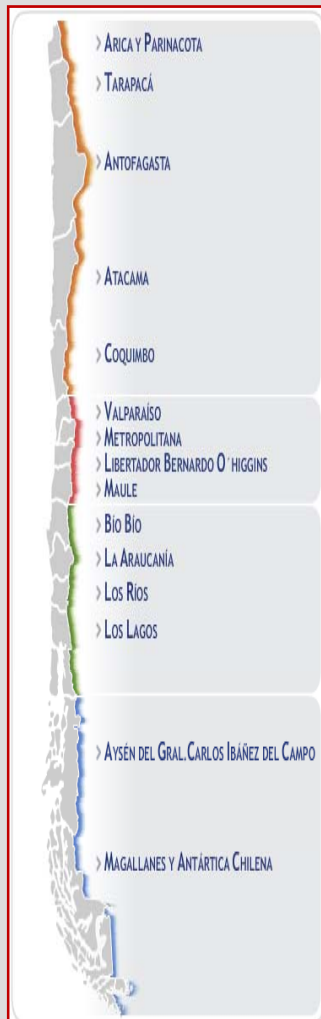 ARICA Y PARINACOTA
TARAPACÁ
ANTOFAGASTA
ATACAMA
COQUIMBO
VALPARAÍSO
METROPOLITANA
LIBERTADOR BERNARDO O´HIGGINS
MAULE
BÍO BÍO
LA ARAUCANÍA
LOS RÍOS
LOS LAGOS
AYSÉN DEL GRAL.CARLOS IBÁÑEZ DEL CAMPO
MAGALLANES Y ANTÁRTICA CHILENA